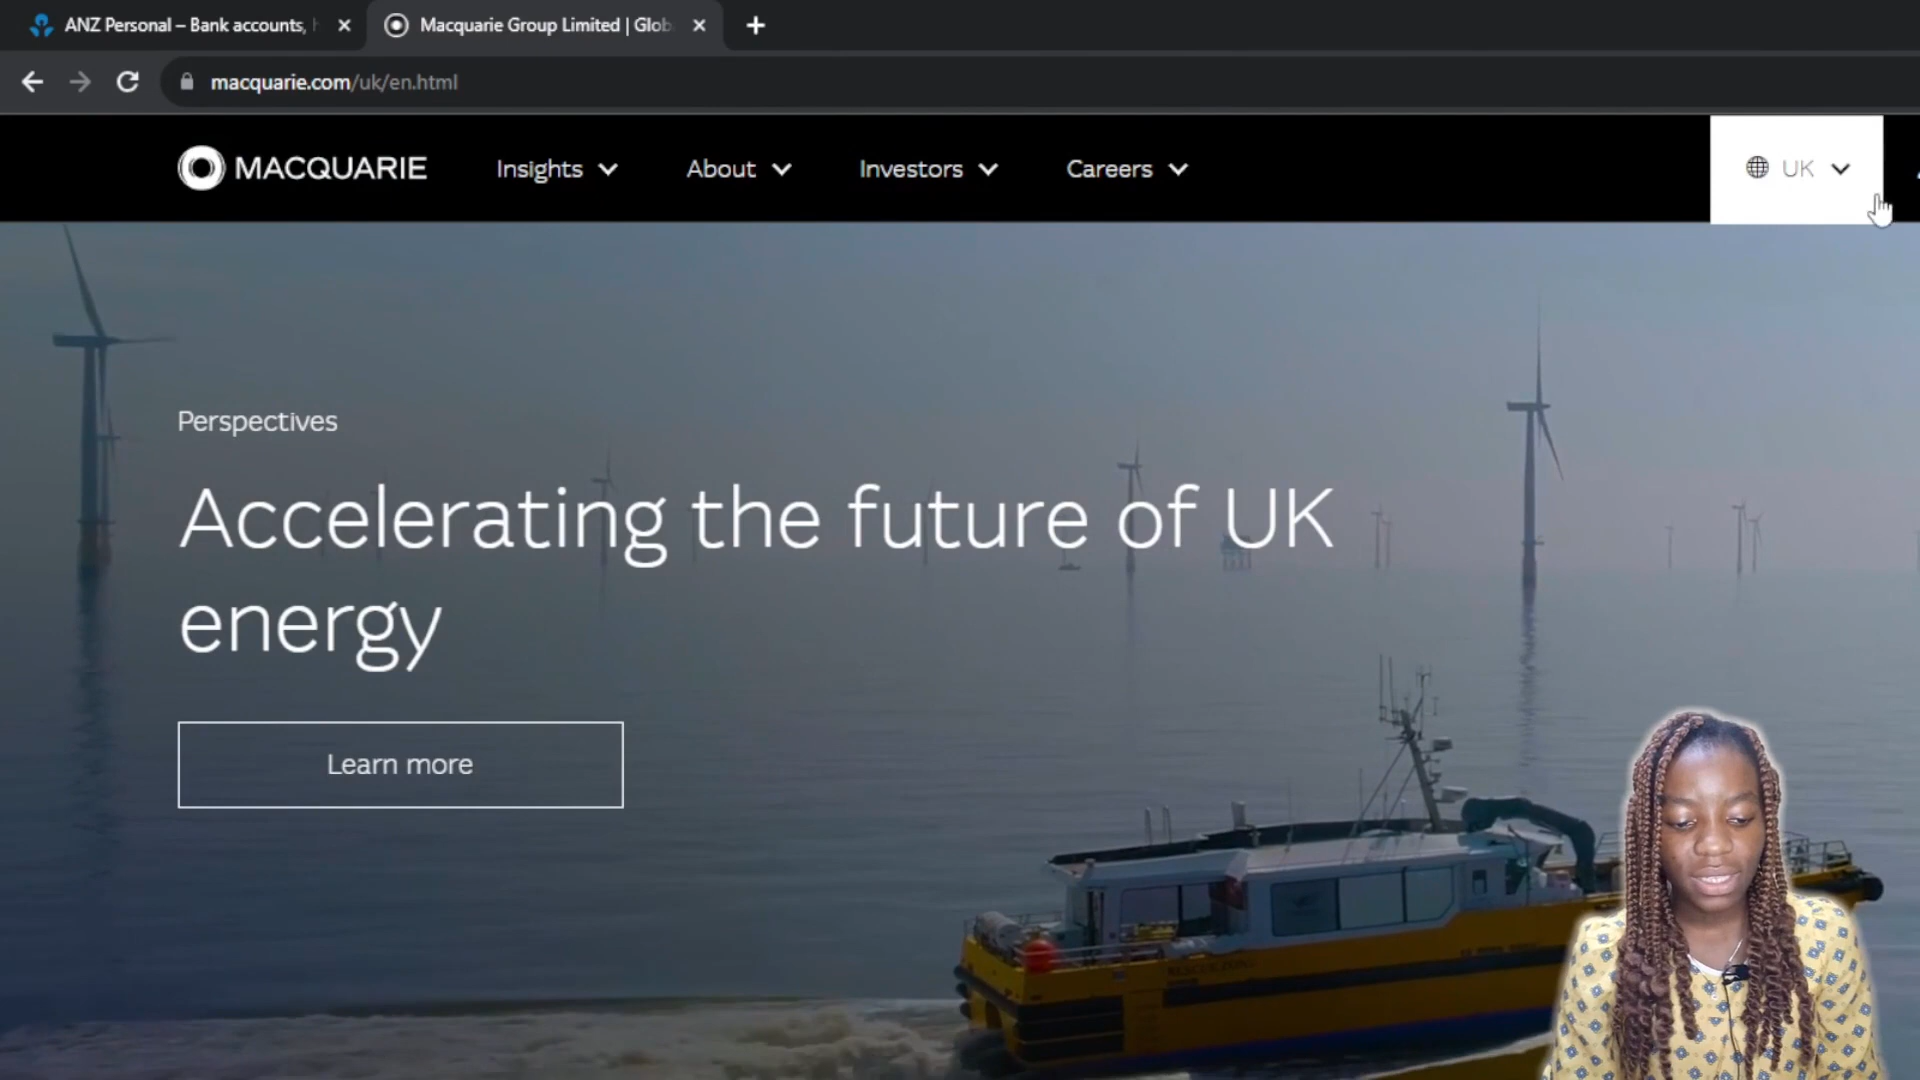 ANZ Personal – Bank accounts,
Macquarie Group Limited | Glob
macquarie.com/uk/en.html
MACQUARIE
Insights
About
Investors
Careers
UK
Perspectives
Accelerating the future of UK
energy
Learn more